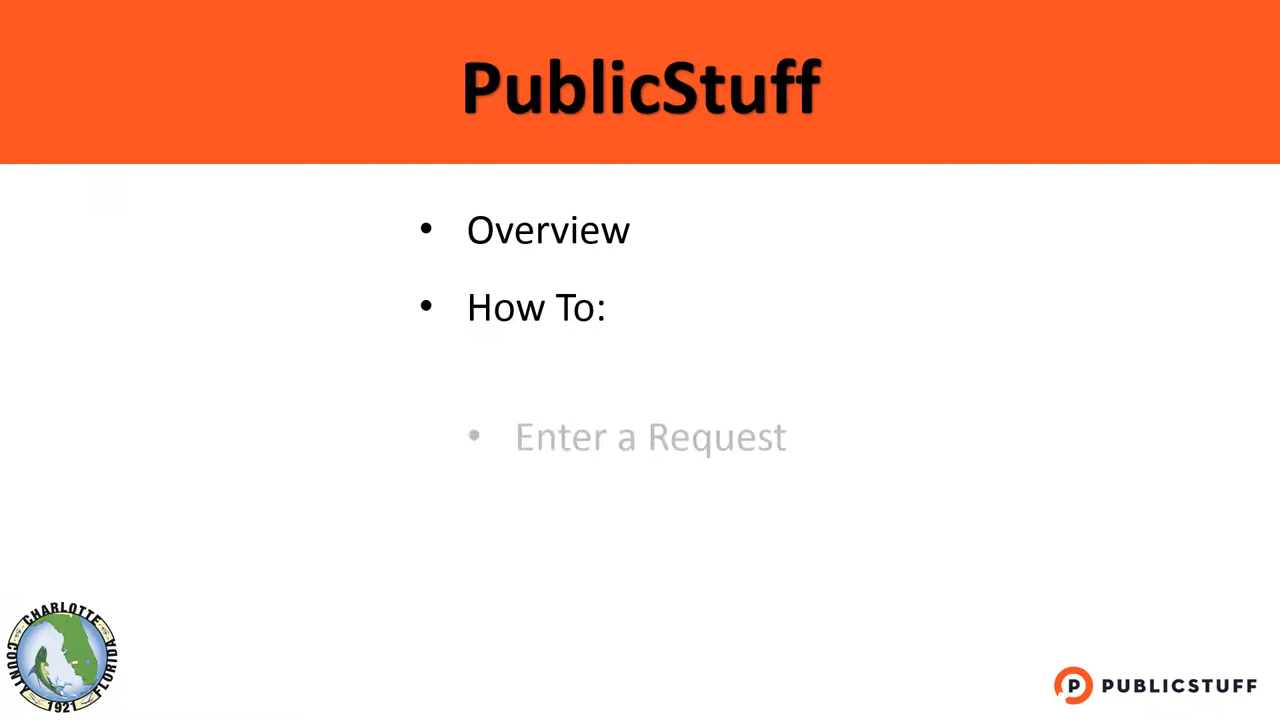 PublicStuff
• Overview
• How To:
• Enter a Request
CHARLOTTE
COUNTY
FLORIDA
1921
P PUBLICSTUFF